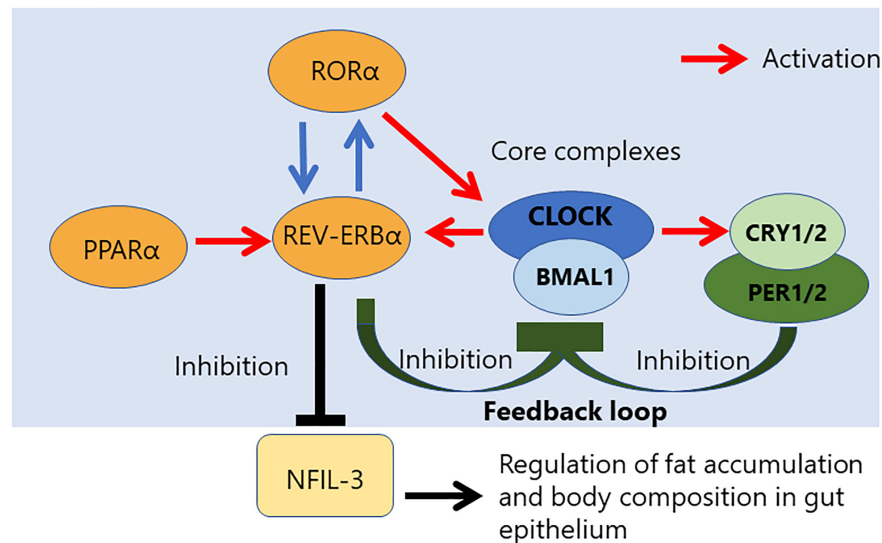 RORα
Activation
Core complexes
CLOCK
CRY1/2
PPARα
REV-ERBα
BMAL1
PER1/2
Inhibition
Inhibition
Inhibition
Feedback loop
NFIL-3
Regulation of fat accumulation
and body composition in gut
epithelium